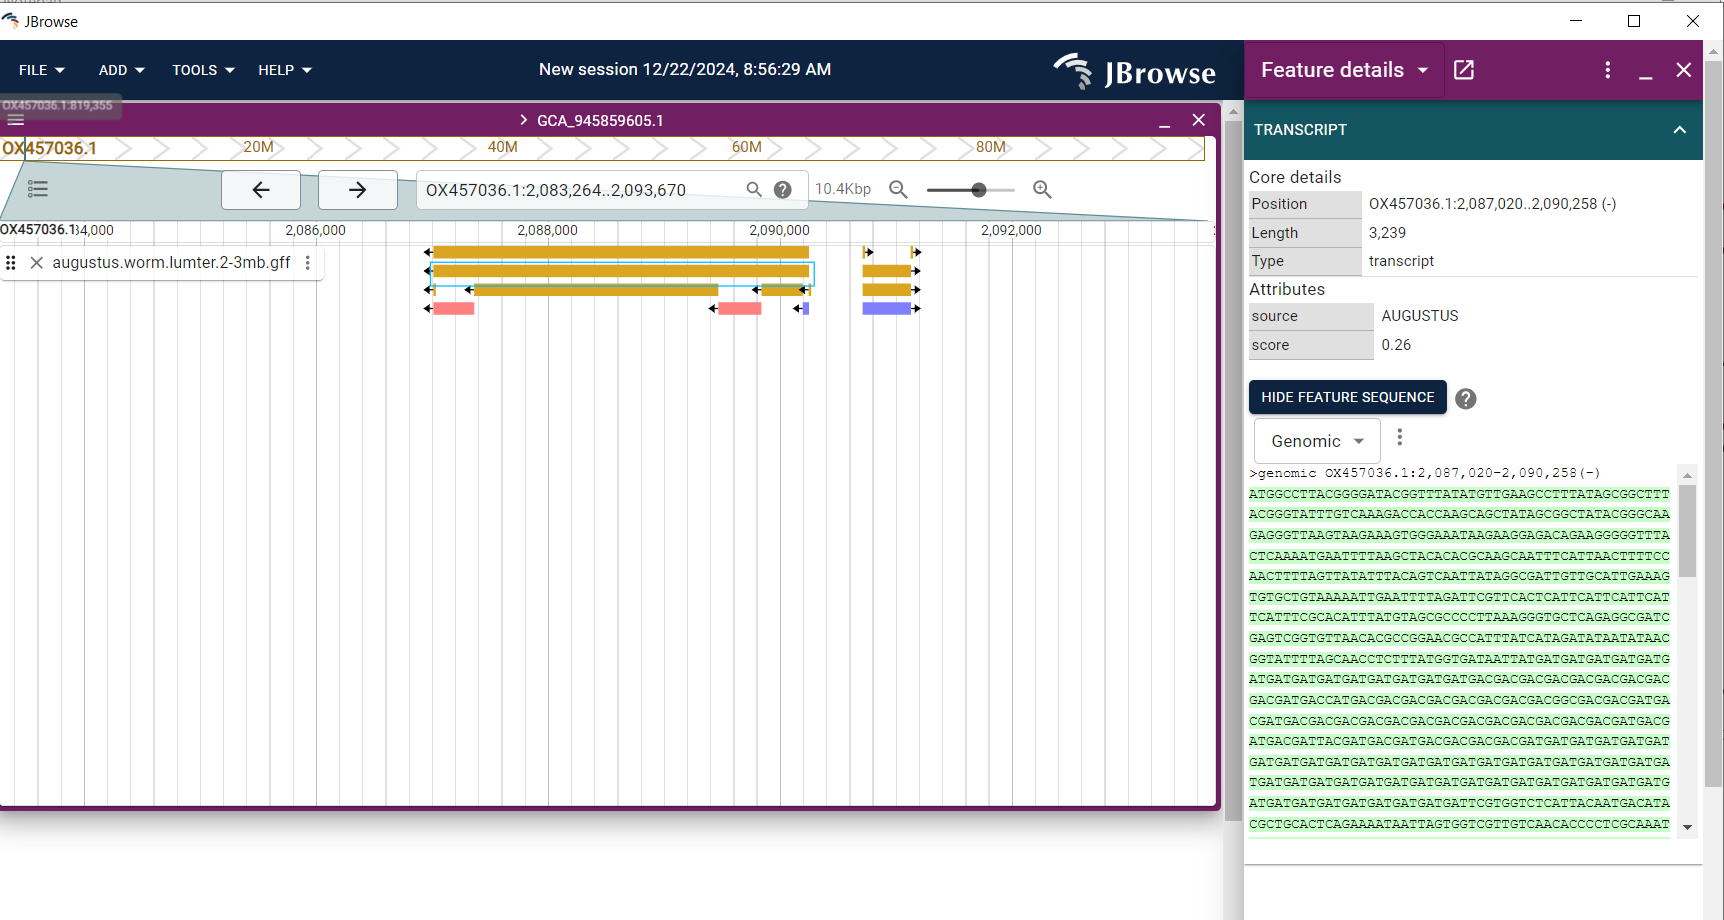 JBrowse
FILE ADD TOOLS HELP New session 12/22/2024, 8:56:29 AM JBrowse
OX457036.1:819,355
GCA_945859605.1
OX457036.1 20M 40M 60M 80M
OX457036.1:2,083,264..2,093,670 10.4Kbp
OX457036.1 34,000 2,086,000 2,088,000 2,090,000 2,092,000
augustus.worm.lumter.2-3mb.gff
Feature details
TRANSCRIPT
Core details
Position OX457036.1:2,087,020..2,090,258 (-)
Length 3,239
Type transcript
Attributes
source AUGUSTUS
score 0.26
HIDE FEATURE SEQUENCE
Genomic
>genomic OX457036.1:2,087,020-2,090,258(-)
ATGGCCTTACGGGGATACGGTTTATATGTTGAAGCCTTTATAGCGGCTTT
ACGGGTATTTGTCAAAGACCACCAAGCAGCTATAGCGGCTATACGGGCAA
GAGGGTTAAGTAAGAAAGTGGGAAATAAGAAGGAGACAGAAGGGGGTTTA
CTCAAAATGAATTTTAAGCTACACACGCAAGCAATTTCATTAACTTTTCC
AACTTTTAGTTATATTTACAGTCAATTATAGGCGATTGTTGCATTGAAAG
TGTGCTGTAAAAATTGAATTTTAGATTCGTTCACTCATTCATTCATTCAT
TCATTTCGCACATTTATGTAGCGCCCCTTAAAGGGTGCTCAGAGGCGATC
GAGTCGGTGTTAACACGCCGGAACGCCATTTATCATAGATATAATATAAC
GGTATTTTAGCAACCTCTTTATGGTGATAATTATGATGATGATGATGATG
ATGATGATGATGATGATGATGATGATGACGACGACGACGACGACGACGAC
GACGATGACCATGACGACGACGACGACGACGACGACGGCGACGACGATGA
CGATGACGACGACGACGACGACGACGACGACGACGACGACGACGATGACG
ATGACGATTACGATGACGATGACGACGACGACGATGATGATGATGATGAT
GATGATGATGATGATGATGATGATGATGATGATGATGATGATGATGATGA
TGATGATGATGATGATGATGATGATGATGATGATGATGATGATGATGATG
ATGATGATGATGATGATGATGATGATTCGTGGTCTCATTACAATGACATA
CGCTGCACTCAGAAAATAATTAGTGGTCGTTGTCAACACCCCTCGCAAAT